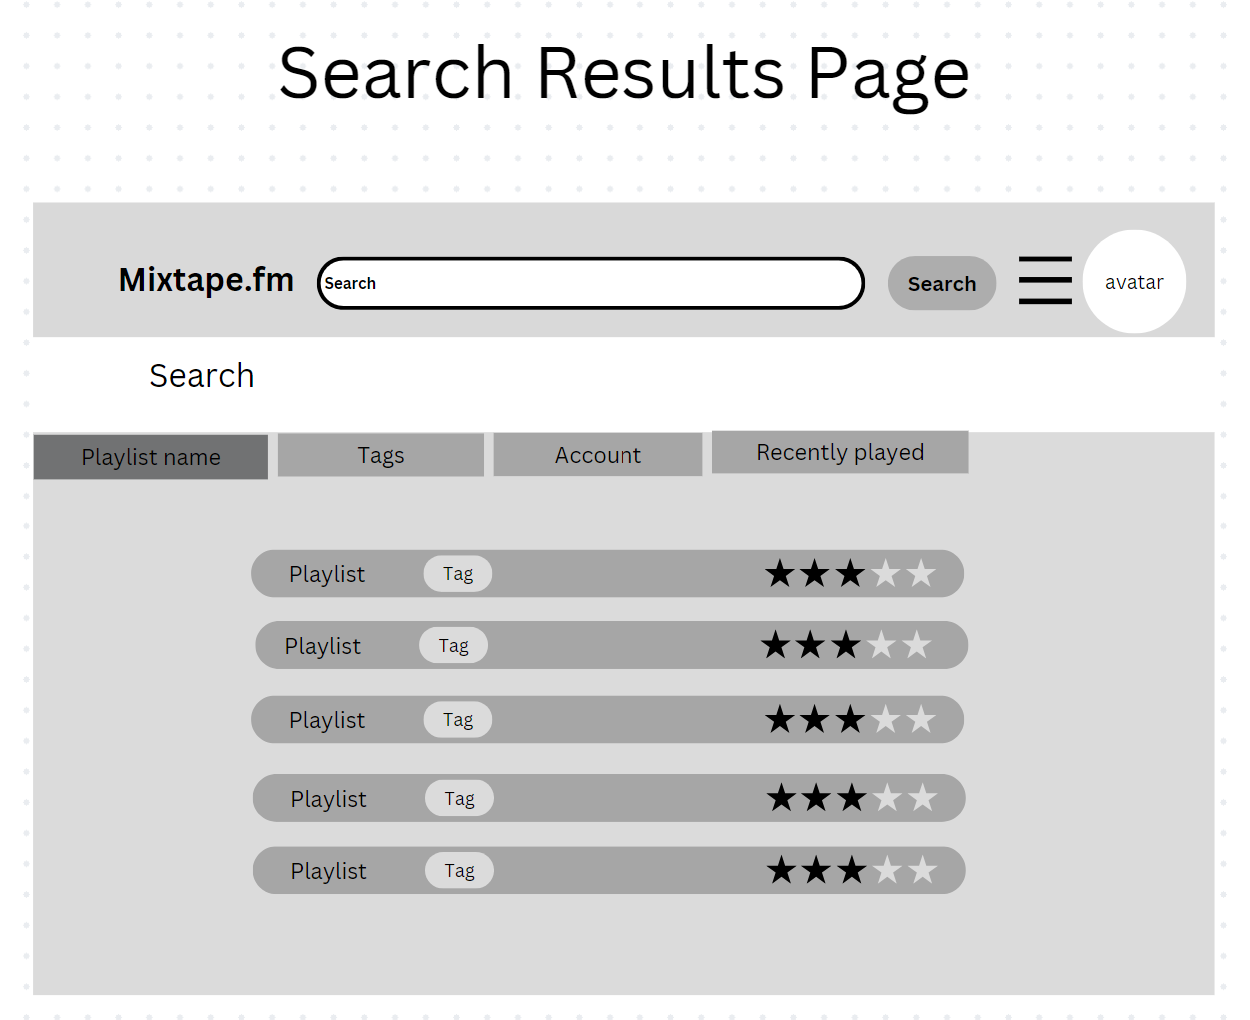 Search Results Page
Mixtape.fm
Search
Search
avatar
Search
Playlist name
Tags
Account
Recently played
Playlist Tag
Playlist Tag
Playlist Tag
Playlist Tag
Playlist Tag